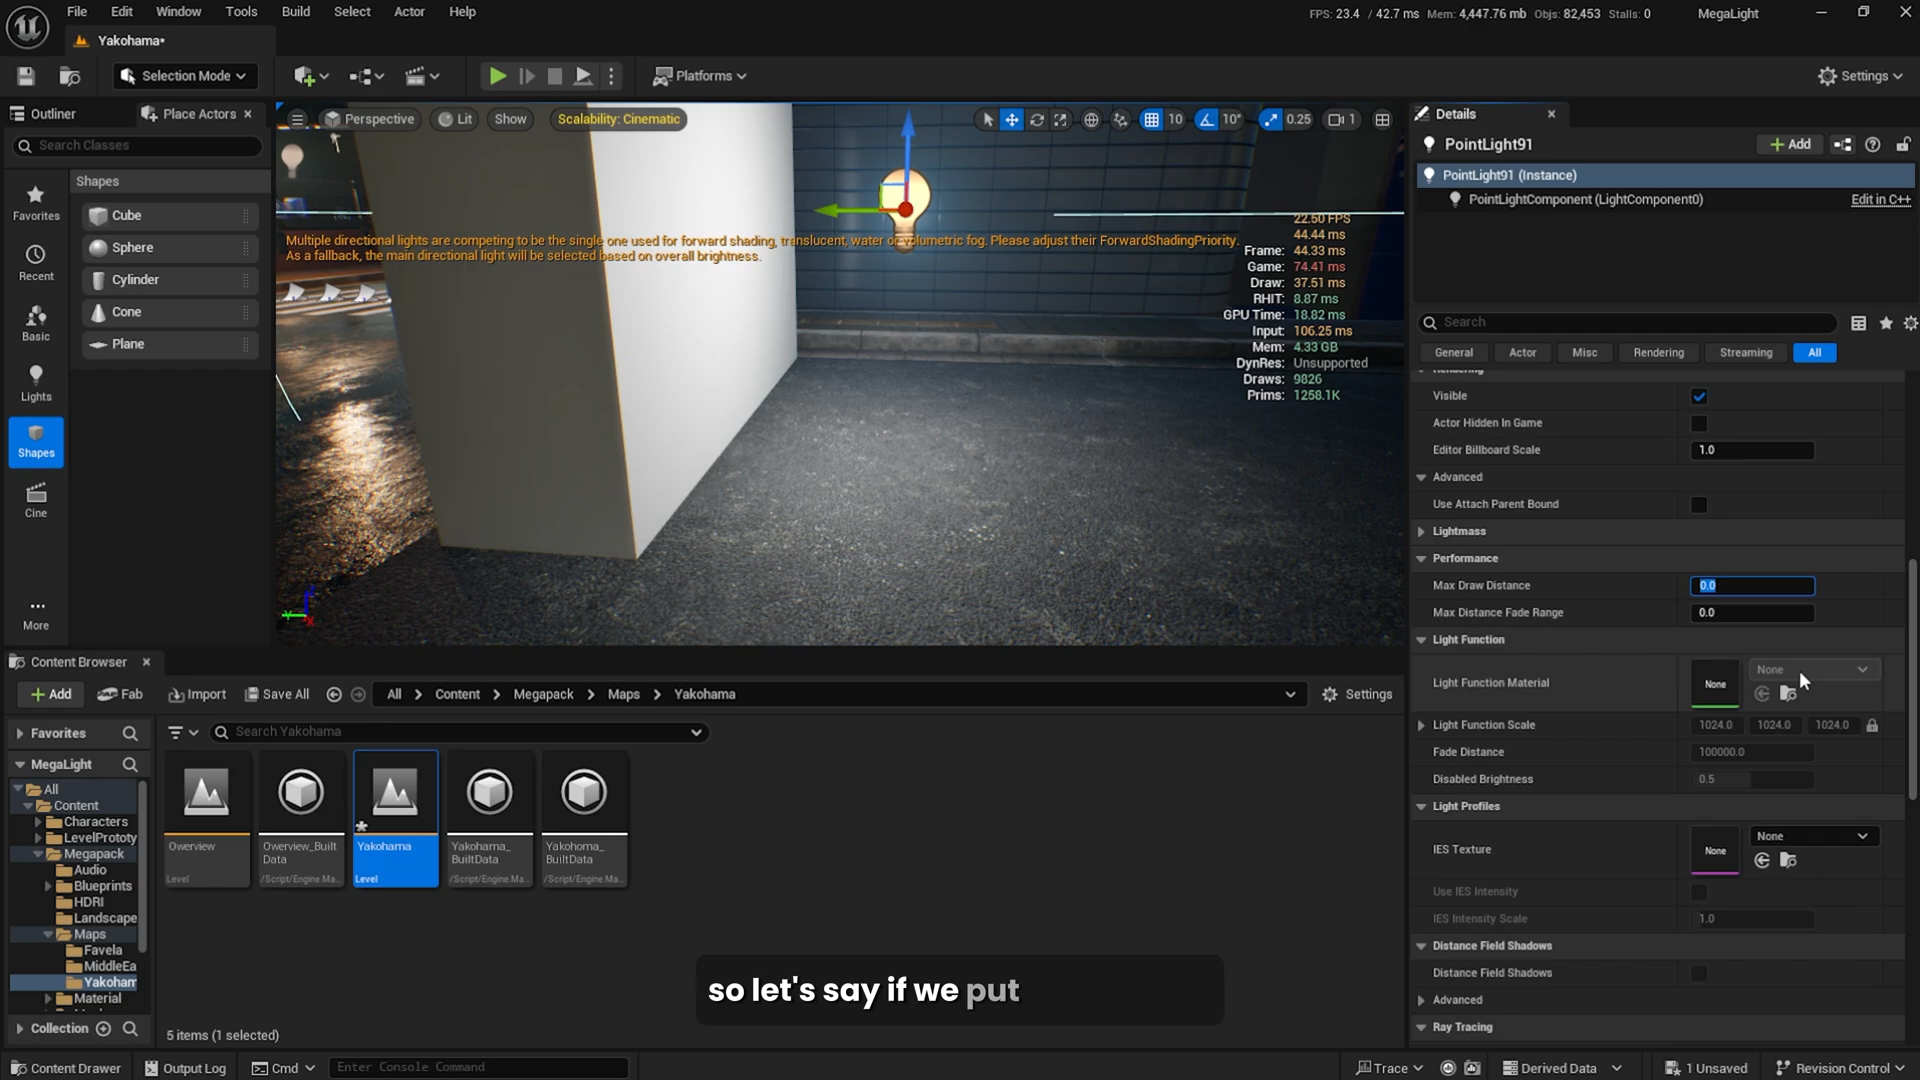 File Edit Window Tools Build Select Actor Help
FPS: 23.4 / 42.7 ms Mem: 4,447.76 mb Objs: 82,453 Stalls: 0
MegaLight
Yakohama•
Selection Mode
Platforms
Settings
Outliner
Place Actors
Search Classes
Favorites
Recent
Basic
Lights
Shapes
Cine
More
Shapes
Cube
Sphere
Cylinder
Cone
Plane
Perspective Lit Show Scalability: Cinematic
10 10° 0.25 1
Multiple directional lights are competing to be the single one used for forward shading, translucent, water or volumetric fog. Please adjust their ForwardShadingPriority.
As a fallback, the main directional light will be selected based on overall brightness.
22.50 FPS
44.44 ms
Frame: 44.33 ms
Game: 74.41 ms
Draw: 37.51 ms
RHIT: 8.87 ms
GPU Time: 18.82 ms
Input: 106.25 ms
Mem: 4.33 GB
DynRes: Unsupported
Draws: 9826
Prims: 1258.1K
Details
PointLight91
Add
PointLight91 (Instance)
PointLightComponent (LightComponent0) Edit in C++
Search
General Actor Misc Rendering Streaming All
Rendering
Visible
Actor Hidden In Game
Editor Billboard Scale 1.0
Advanced
Use Attach Parent Bound
Lightmass
Performance
Max Draw Distance 0.0
Max Distance Fade Range 0.0
Light Function
Light Function Material None None
Light Function Scale 1024.0 1024.0 1024.0
Fade Distance 100000.0
Disabled Brightness 0.5
Light Profiles
IES Texture None None
Use IES Intensity
IES Intensity Scale 1.0
Distance Field Shadows
Distance Field Shadows
Advanced
Ray Tracing
Content Browser
Add Fab Import Save All All > Content > Megapack > Maps > Yakohama Settings
Favorites
MegaLight
All
Content
Characters
LevelPrototy
Megapack
Audio
Blueprints
HDRI
Landscape
Maps
Favela
MiddleEa
Yakoham
Material
Collection
Search Yakohama
Owerview
Level
Owerview_Built
Data
/Script/Engine.Ma...
Yakohama
Level
Yakohama_
BuiltData
/Script/Engine.Ma...
Yakohoma_
BuiltData
/Script/Engine.Ma...
5 items (1 selected)
so let's say if we put
Content Drawer Output Log Cmd Enter Console Command
Trace Derived Data 1 Unsaved Revision Control